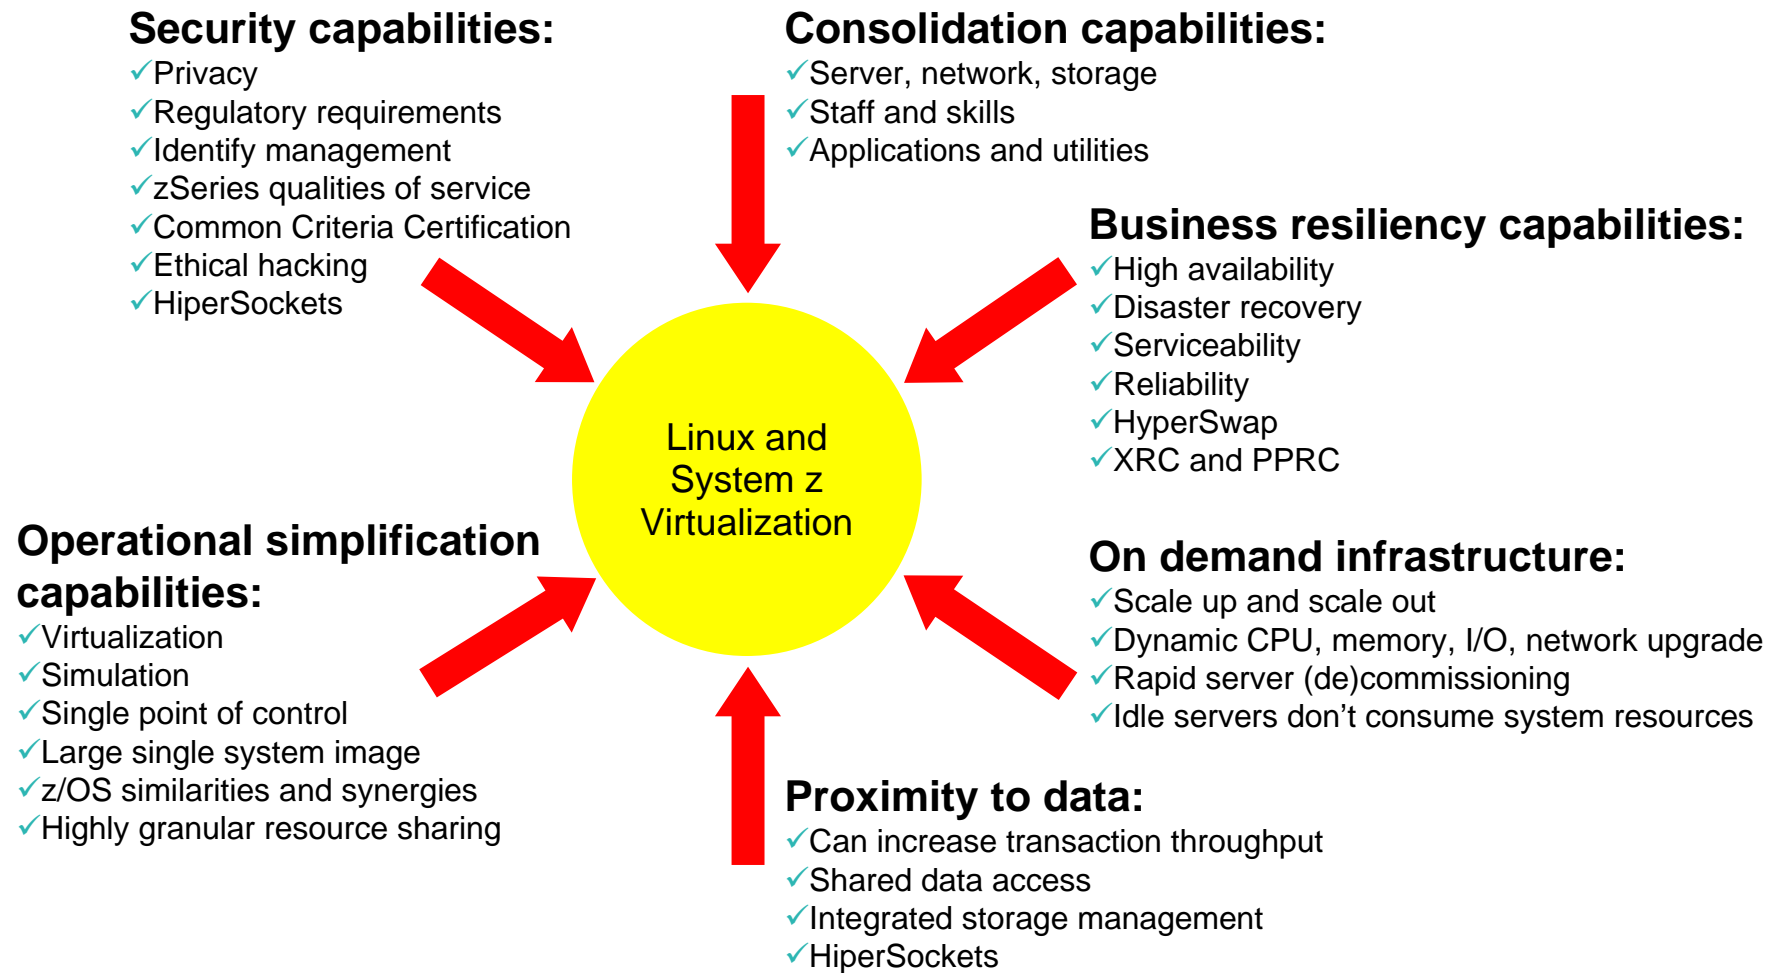 Security capabilities:
✓Privacy
✓Regulatory requirements
✓Identify management
✓zSeries qualities of service
✓Common Criteria Certification
✓Ethical hacking
✓HiperSockets
Consolidation capabilities:
✓Server, network, storage
✓Staff and skills
✓Applications and utilities
Business resiliency capabilities:
✓High availability
✓Disaster recovery
✓Serviceability
✓Reliability
✓HyperSwap
✓XRC and PPRC
Linux and
System z
Virtualization
Operational simplification
capabilities:
✓Virtualization
✓Simulation
✓Single point of control
✓Large single system image
✓z/OS similarities and synergies
✓Highly granular resource sharing
On demand infrastructure:
✓Scale up and scale out
✓Dynamic CPU, memory, I/O, network upgrade
✓Rapid server (de)commissioning
✓Idle servers don’t consume system resources
Proximity to data:
✓Can increase transaction throughput
✓Shared data access
✓Integrated storage management
✓HiperSockets